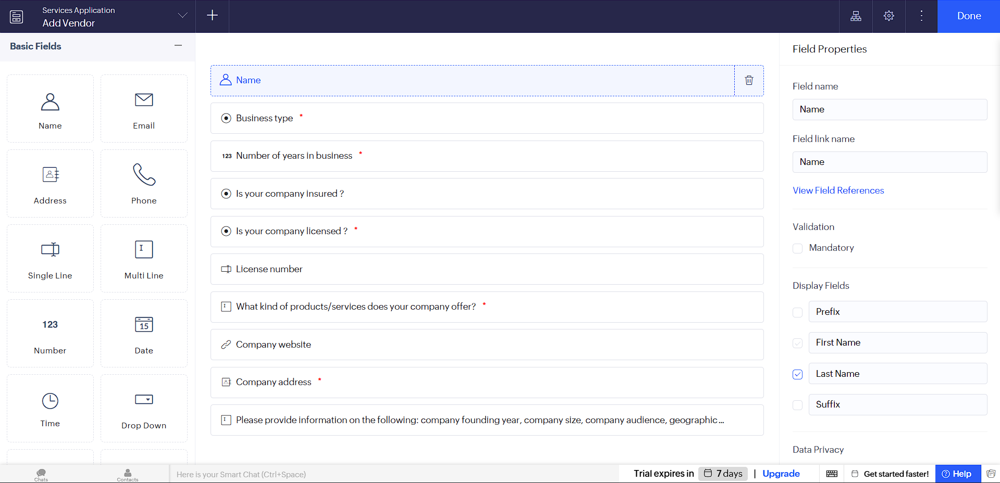 Services Application
Add Vendor
Done
Basic Fields
Name
Email
Address
Phone
Single Line
Multi Line
123
Number
15
Date
Time
Drop Down
Name
Business type *
123 Number of years in business *
Is your company insured ?
Is your company licensed ? *
License number
What kind of products/services does your company offer? *
Company website
Company address *
Please provide information on the following: company founding year, company size, company audience, geographic...
Field Properties
Field name
Name
Field link name
Name
View Field References
Validation
Mandatory
Display Fields
Prefix
First Name
Last Name
Suffix
Data Privacy
Chats
Contacts
Here is your Smart Chat (Ctrl+Space)
Trial expires in 7 days | Upgrade
Get started faster!
Help